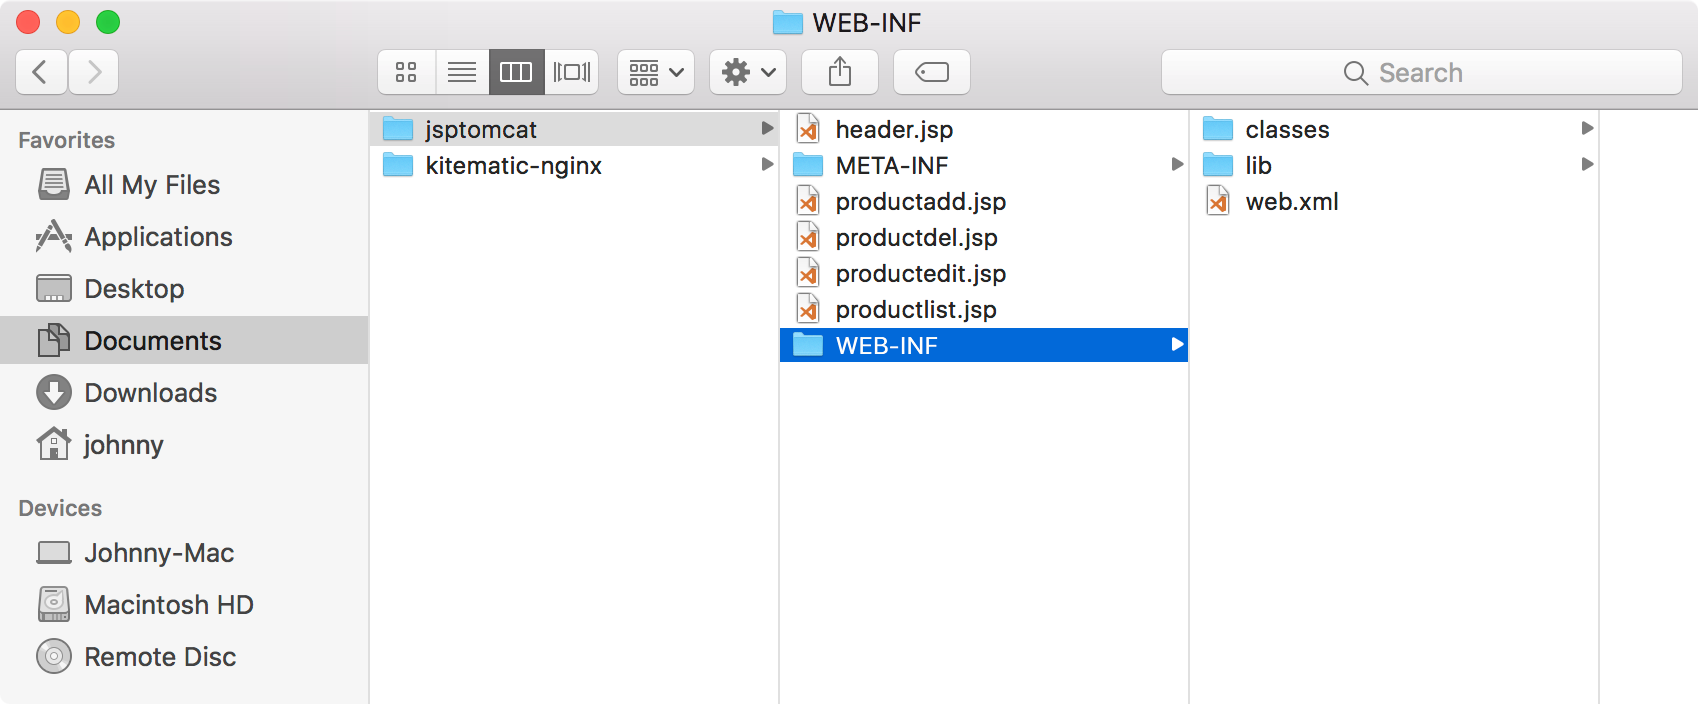 WEB-INF
Search
Favorites
All My Files
Applications
Desktop
Documents
Downloads
johnny
Devices
Johnny-Mac
Macintosh HD
Remote Disc
jsptomcat
kitematic-nginx
header.jsp
META-INF
productadd.jsp
productdel.jsp
productedit.jsp
productlist.jsp
WEB-INF
classes
lib
web.xml